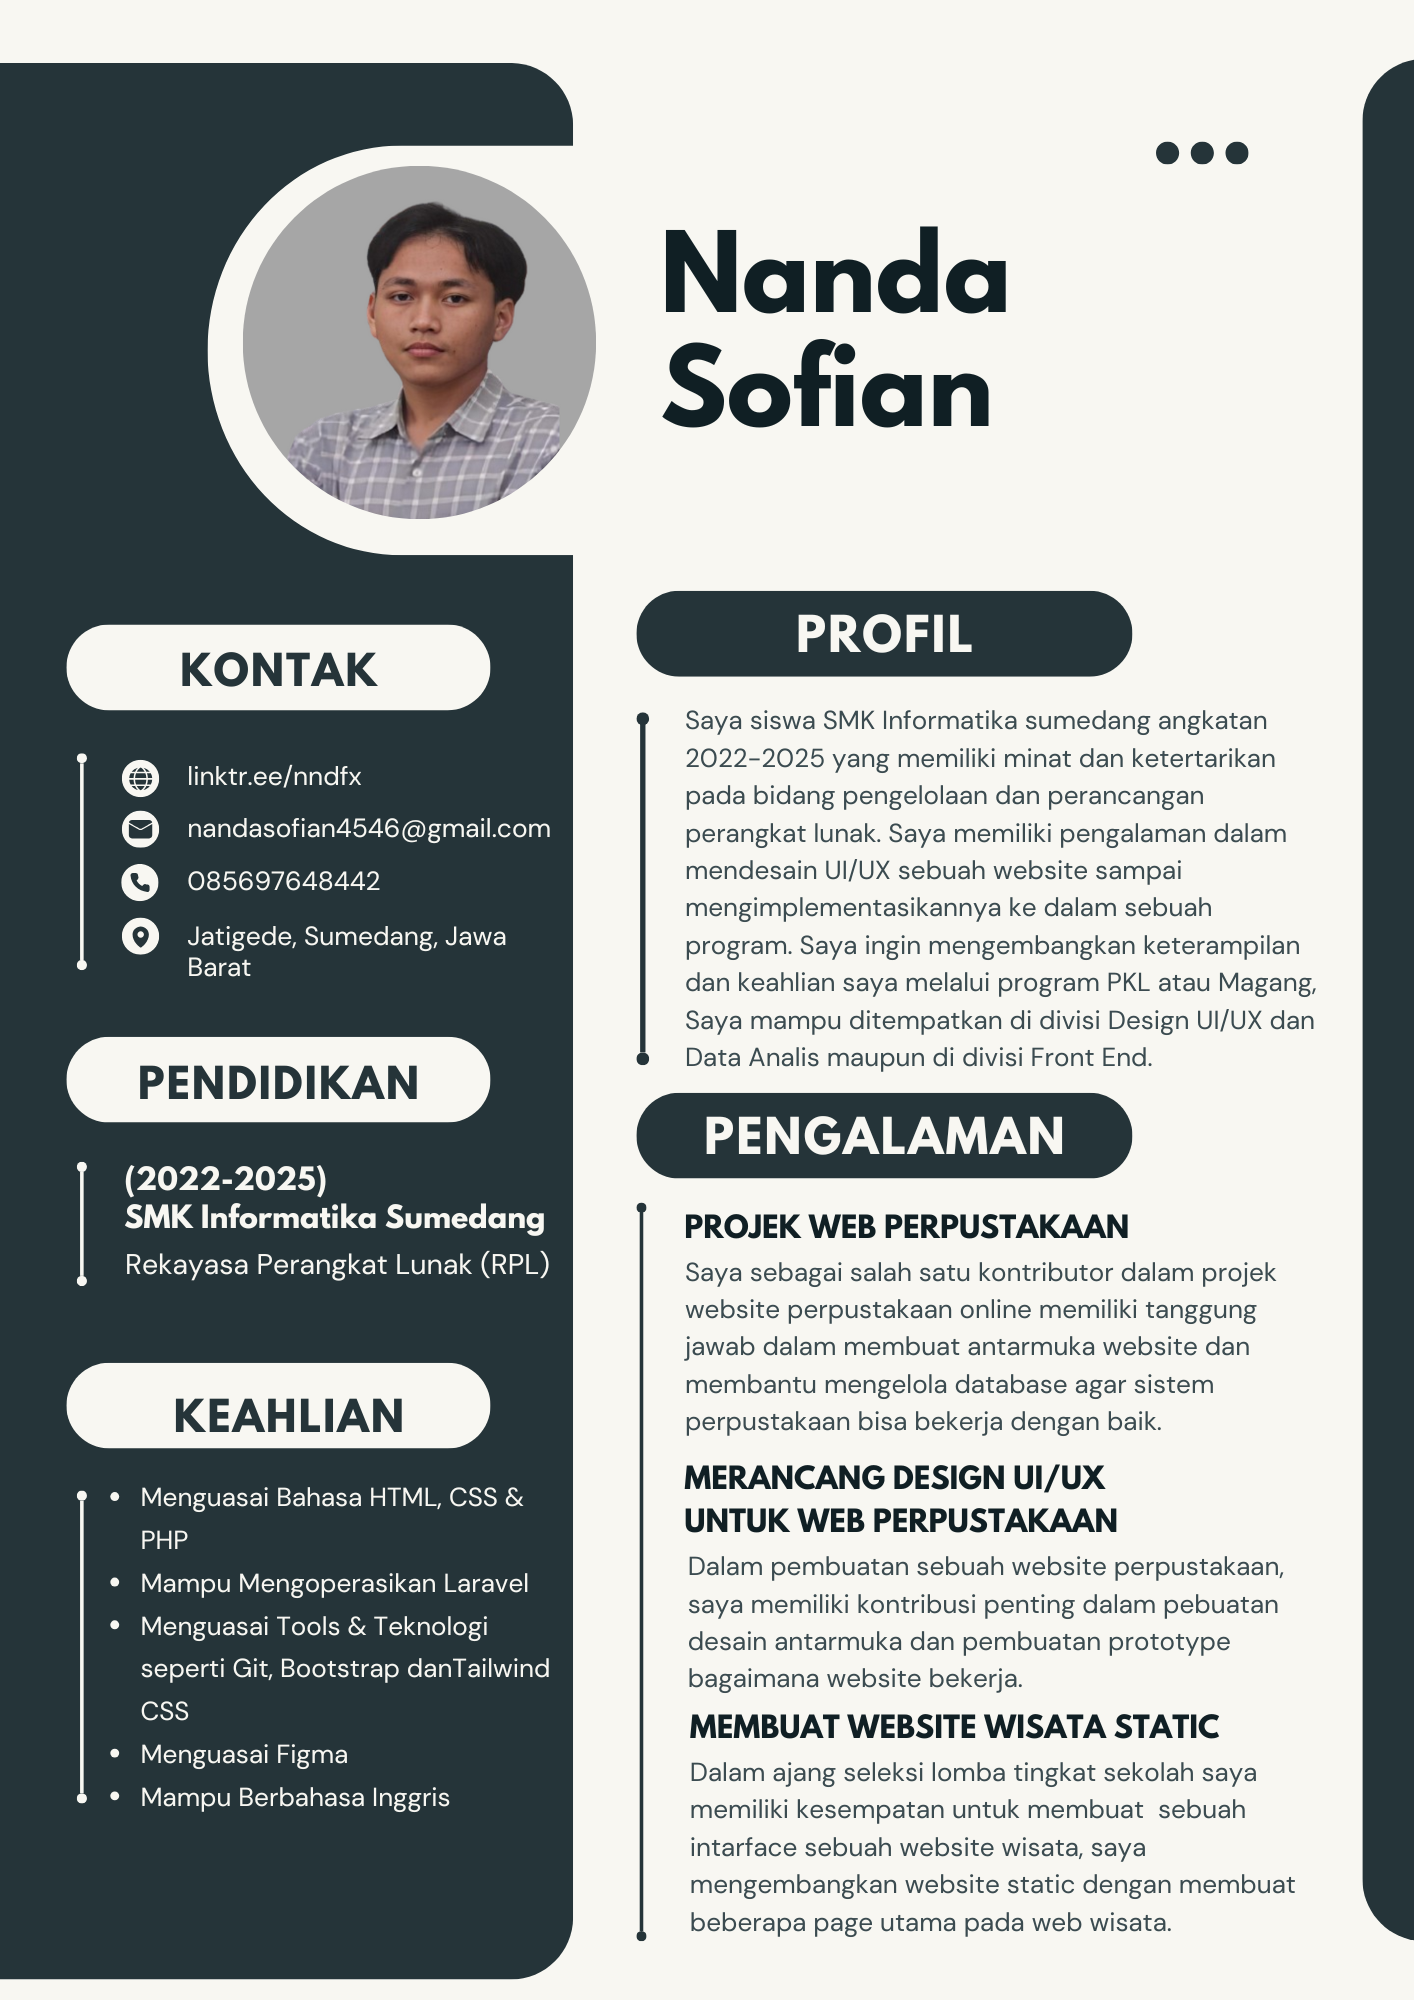 Nanda
Sofian
KONTAK
linktr.ee/nndfx
nandasofian4546@gmail.com
085697648442
Jatigede, Sumedang, Jawa
Barat
PENDIDIKAN
(2022-2025)
SMK Informatika Sumedang
Rekayasa Perangkat Lunak (RPL)
KEAHLIAN
• Menguasai Bahasa HTML, CSS &
PHP
• Mampu Mengoperasikan Laravel
• Menguasai Tools & Teknologi
seperti Git, Bootstrap danTailwind
CSS
• Menguasai Figma
• Mampu Berbahasa Inggris
PROFIL
Saya siswa SMK Informatika sumedang angkatan
2022-2025 yang memiliki minat dan ketertarikan
pada bidang pengelolaan dan perancangan
perangkat lunak. Saya memiliki pengalaman dalam
mendesain UI/UX sebuah website sampai
mengimplementasikannya ke dalam sebuah
program. Saya ingin mengembangkan keterampilan
dan keahlian saya melalui program PKL atau Magang,
Saya mampu ditempatkan di divisi Design UI/UX dan
Data Analis maupun di divisi Front End.
PENGALAMAN
PROJEK WEB PERPUSTAKAAN
Saya sebagai salah satu kontributor dalam projek
website perpustakaan online memiliki tanggung
jawab dalam membuat antarmuka website dan
membantu mengelola database agar sistem
perpustakaan bisa bekerja dengan baik.
MERANCANG DESIGN UI/UX
UNTUK WEB PERPUSTAKAAN
Dalam pembuatan sebuah website perpustakaan,
saya memiliki kontribusi penting dalam pebuatan
desain antarmuka dan pembuatan prototype
bagaimana website bekerja.
MEMBUAT WEBSITE WISATA STATIC
Dalam ajang seleksi lomba tingkat sekolah saya
memiliki kesempatan untuk membuat  sebuah
intarface sebuah website wisata, saya
mengembangkan website static dengan membuat
beberapa page utama pada web wisata.